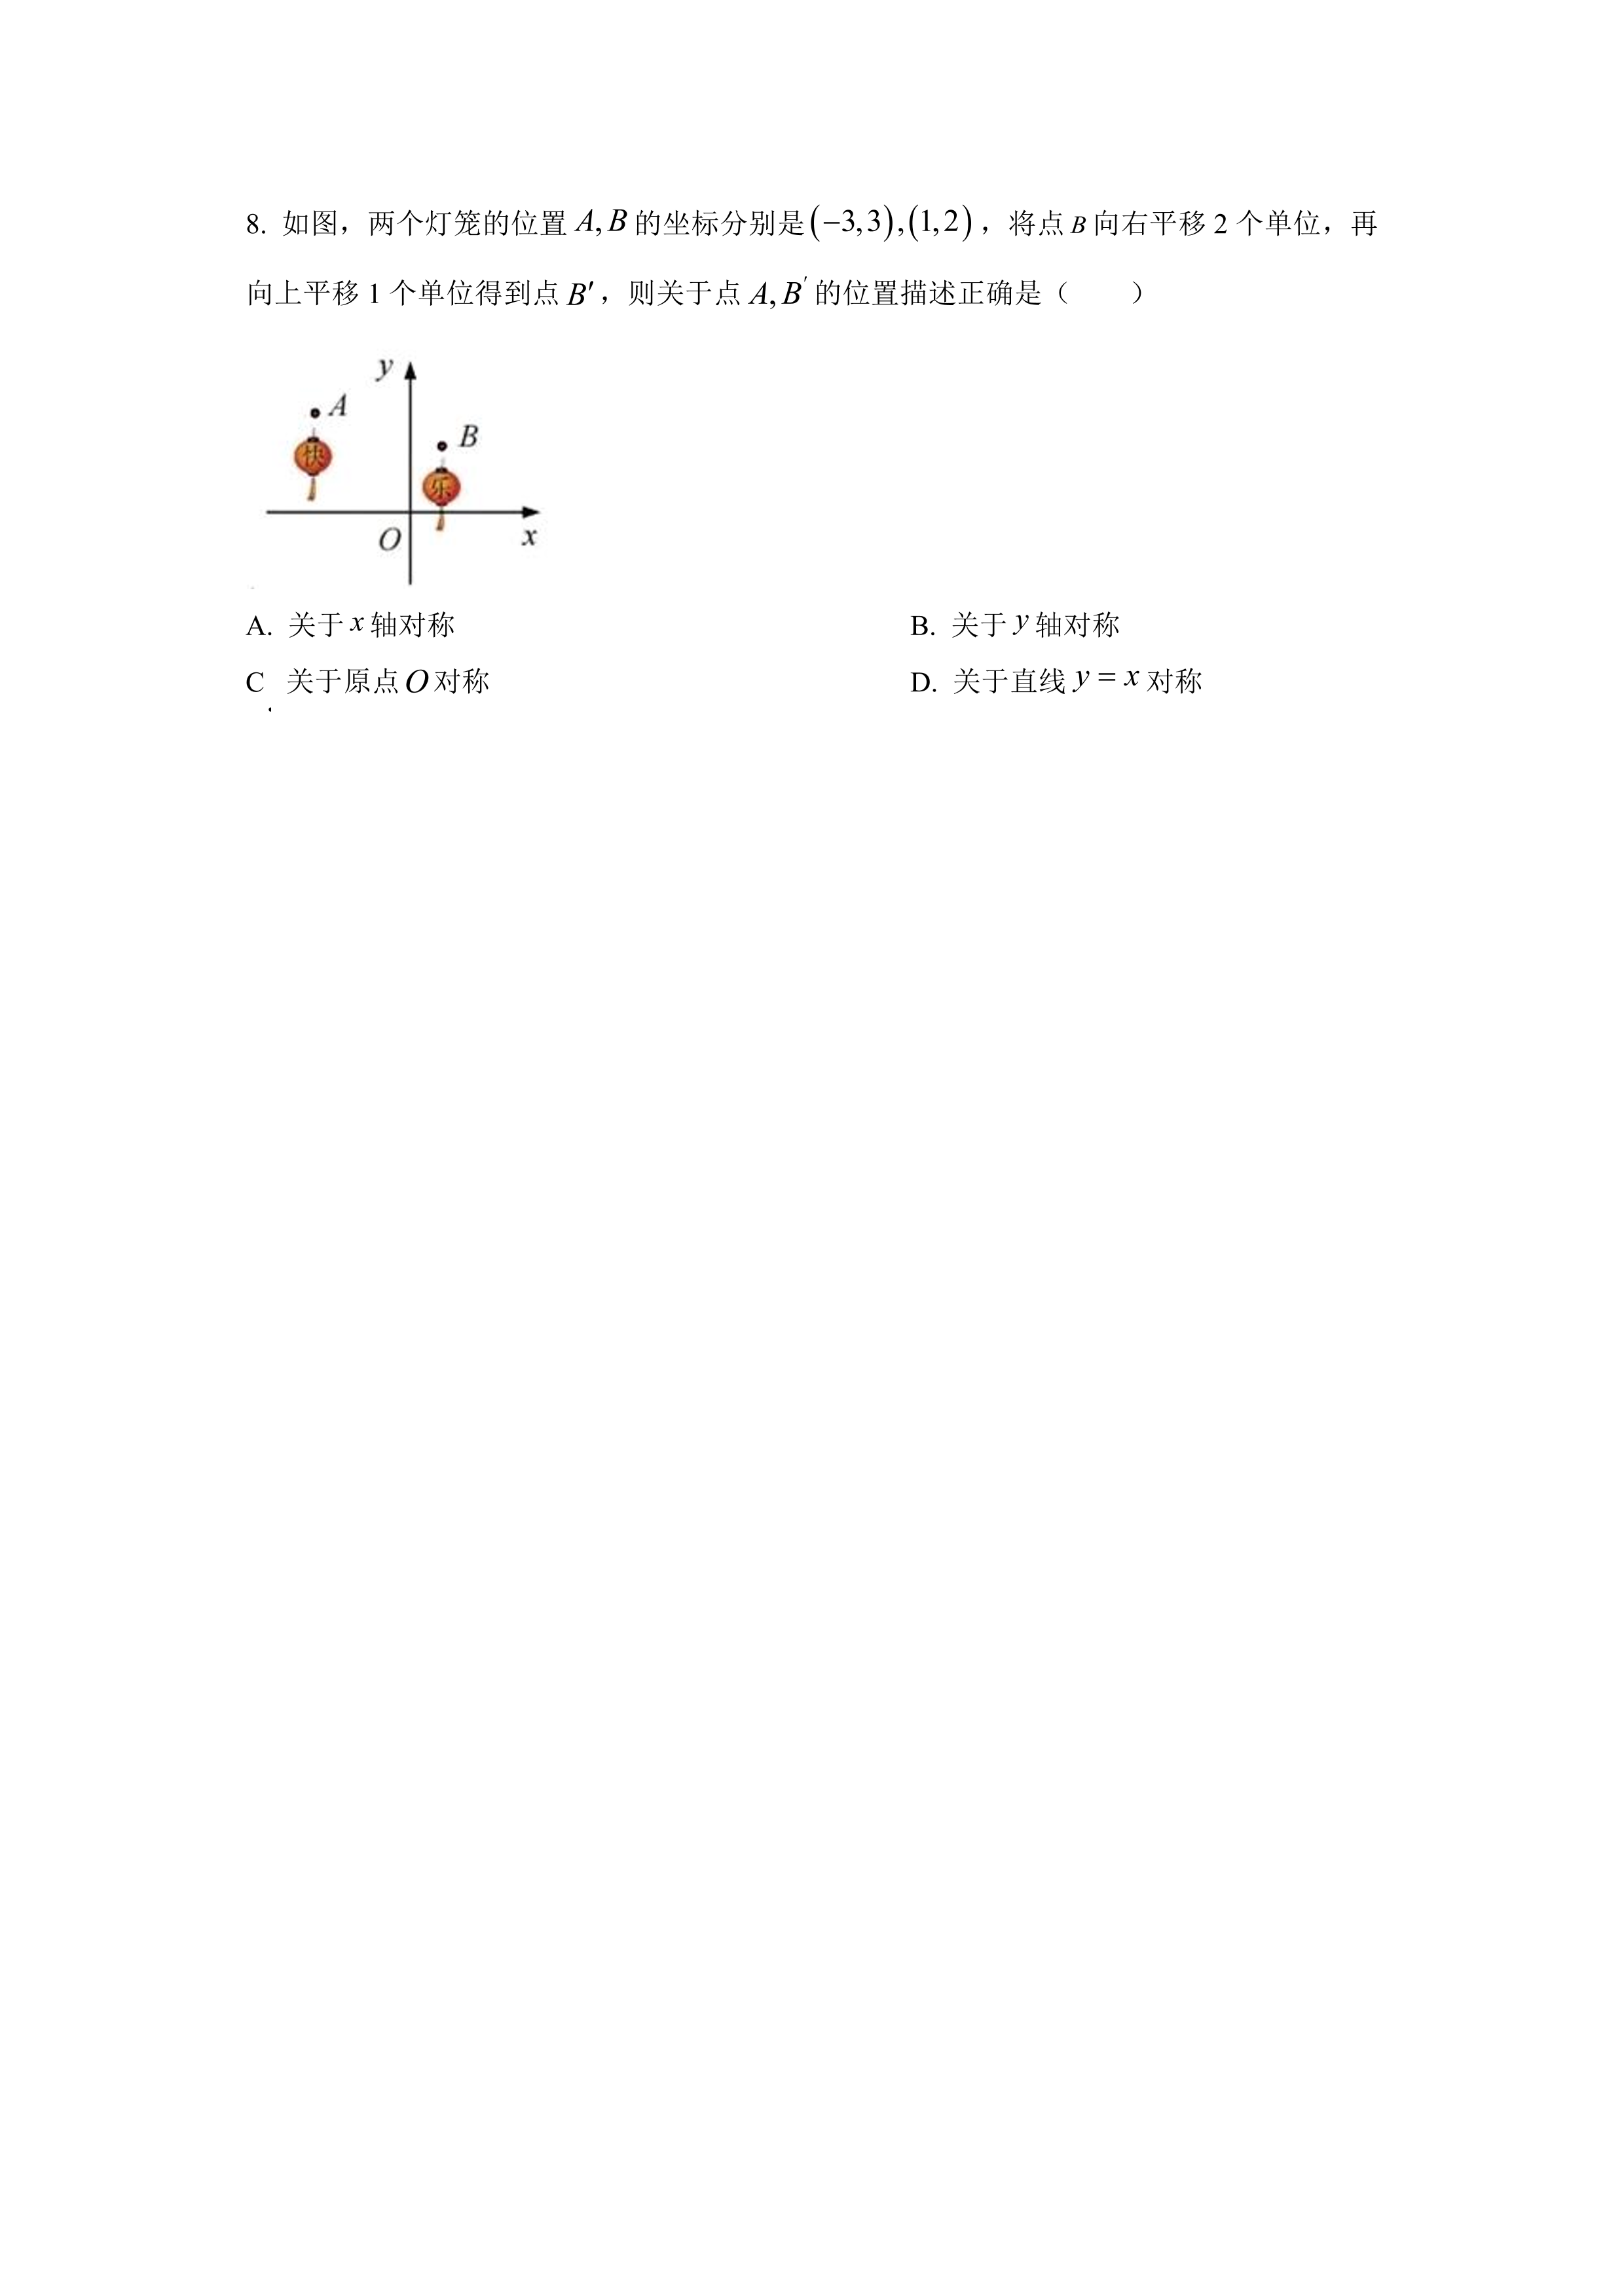 8. 如图，两个灯笼的位置 A, B 的坐标分别是(−3,3),(1,2)，将点 B 向右平移 2 个单位，再
向上平移 1 个单位得到点 B′，则关于点 A, B′ 的位置描述正确是（　　）
y
A
B
快
乐
O
x
A. 关于 x 轴对称 B. 关于 y 轴对称
C. 关于原点 O 对称 D. 关于直线 y = x 对称